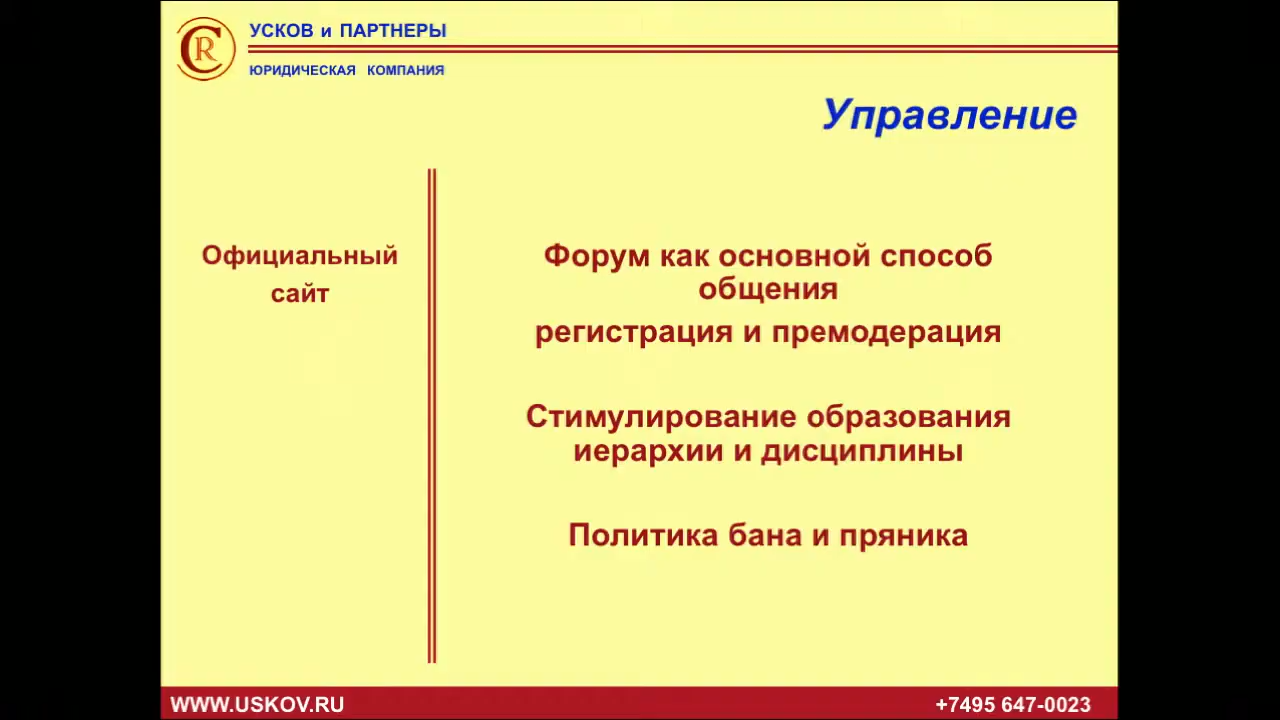 УСКОВ и ПАРТНЕРЫ
ЮРИДИЧЕСКАЯ КОМПАНИЯ
Управление
Официальный
сайт
Форум как основной способ
общения
регистрация и премодерация
Стимулирование образования
иерархии и дисциплины
Политика бана и пряника
WWW.USKOV.RU
+7495 647-0023